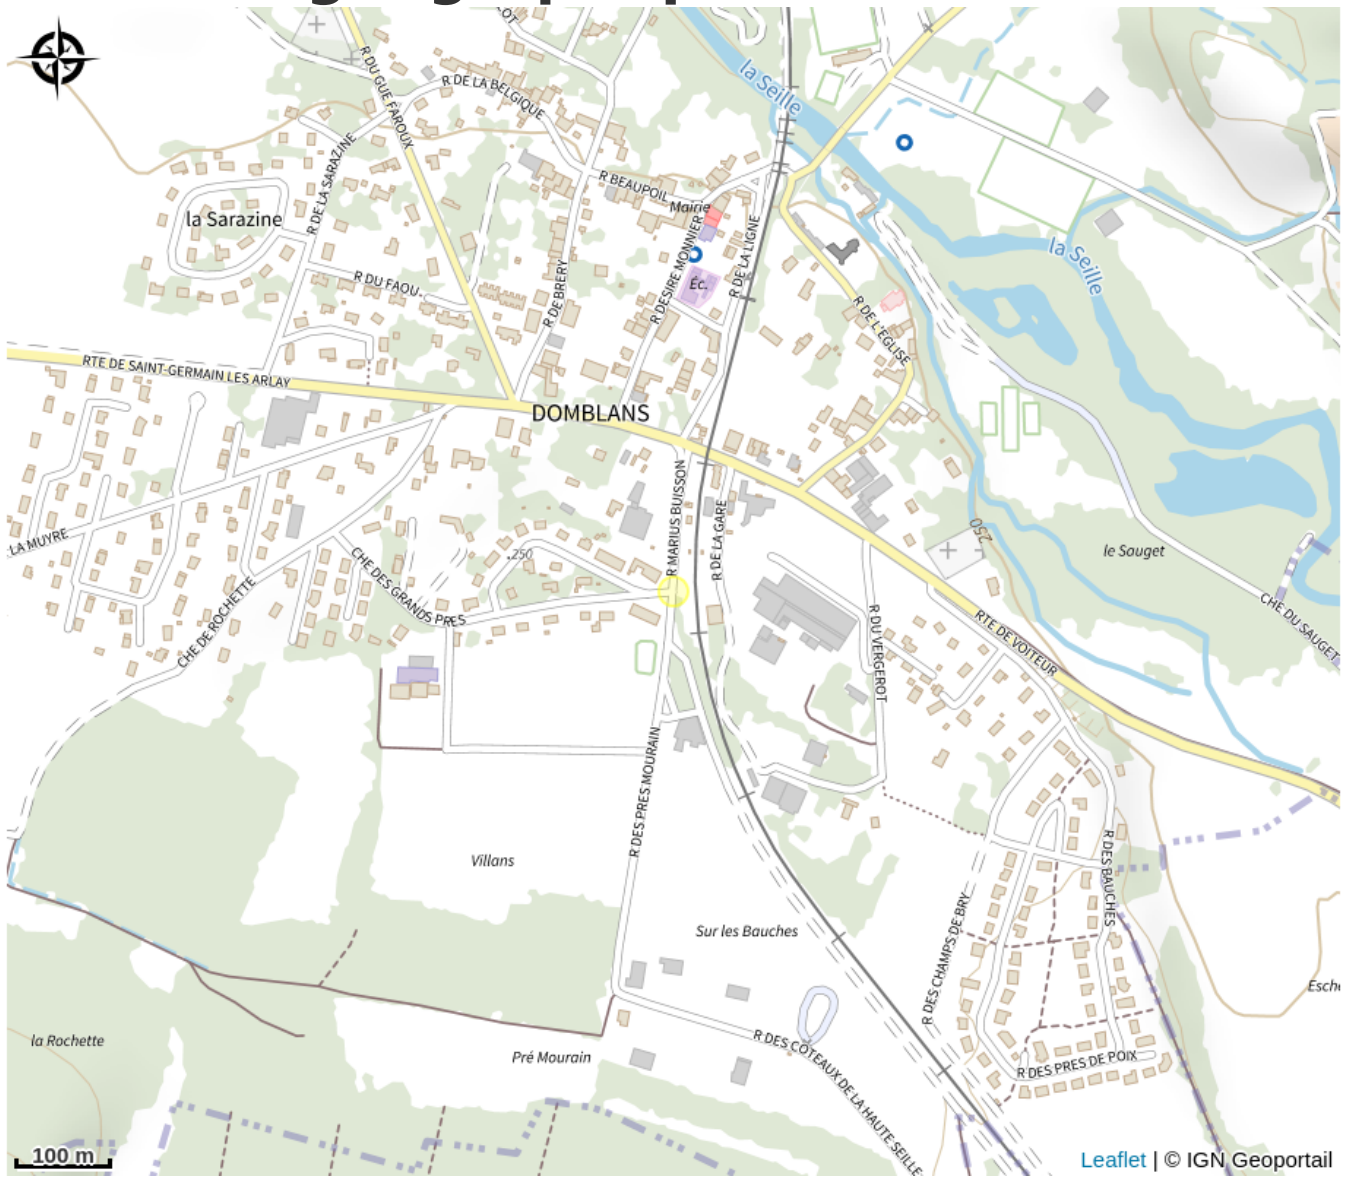 R DU GUE FAROUX
R DE LA BELGIQUE
la Seille
R DE LA SARAZINE
R BEAUPOIL
Mairie
la Sarazine
R DESIRE MONNIER
R DE LA LIGNE
la Seille
R DU FAOU
R DE BRERY
Éc.
R DE L'EGLISE
RTE DE SAINT-GERMAIN LES ARLAY
DOMBLANS
LA MUYRE
R MARIUS BUISSON
R DE LA GARE
250
250
le Sauget
CHE DES GRANDS PRES
CHE DE ROCHETTE
CHE DU SAUGET
R DU VERGEROT
RTE DE VOITEUR
R DES PRES MOURAIN
Villans
R DES BAUCHES
Sur les Bauches
R DES CHAMPS DE BRY
la Rochette
Pré Mourain
R DES COTEAUX DE LA HAUTE SEILLE
R DES PRES DE POIX
100 m
Leaflet | © IGN Geoportail